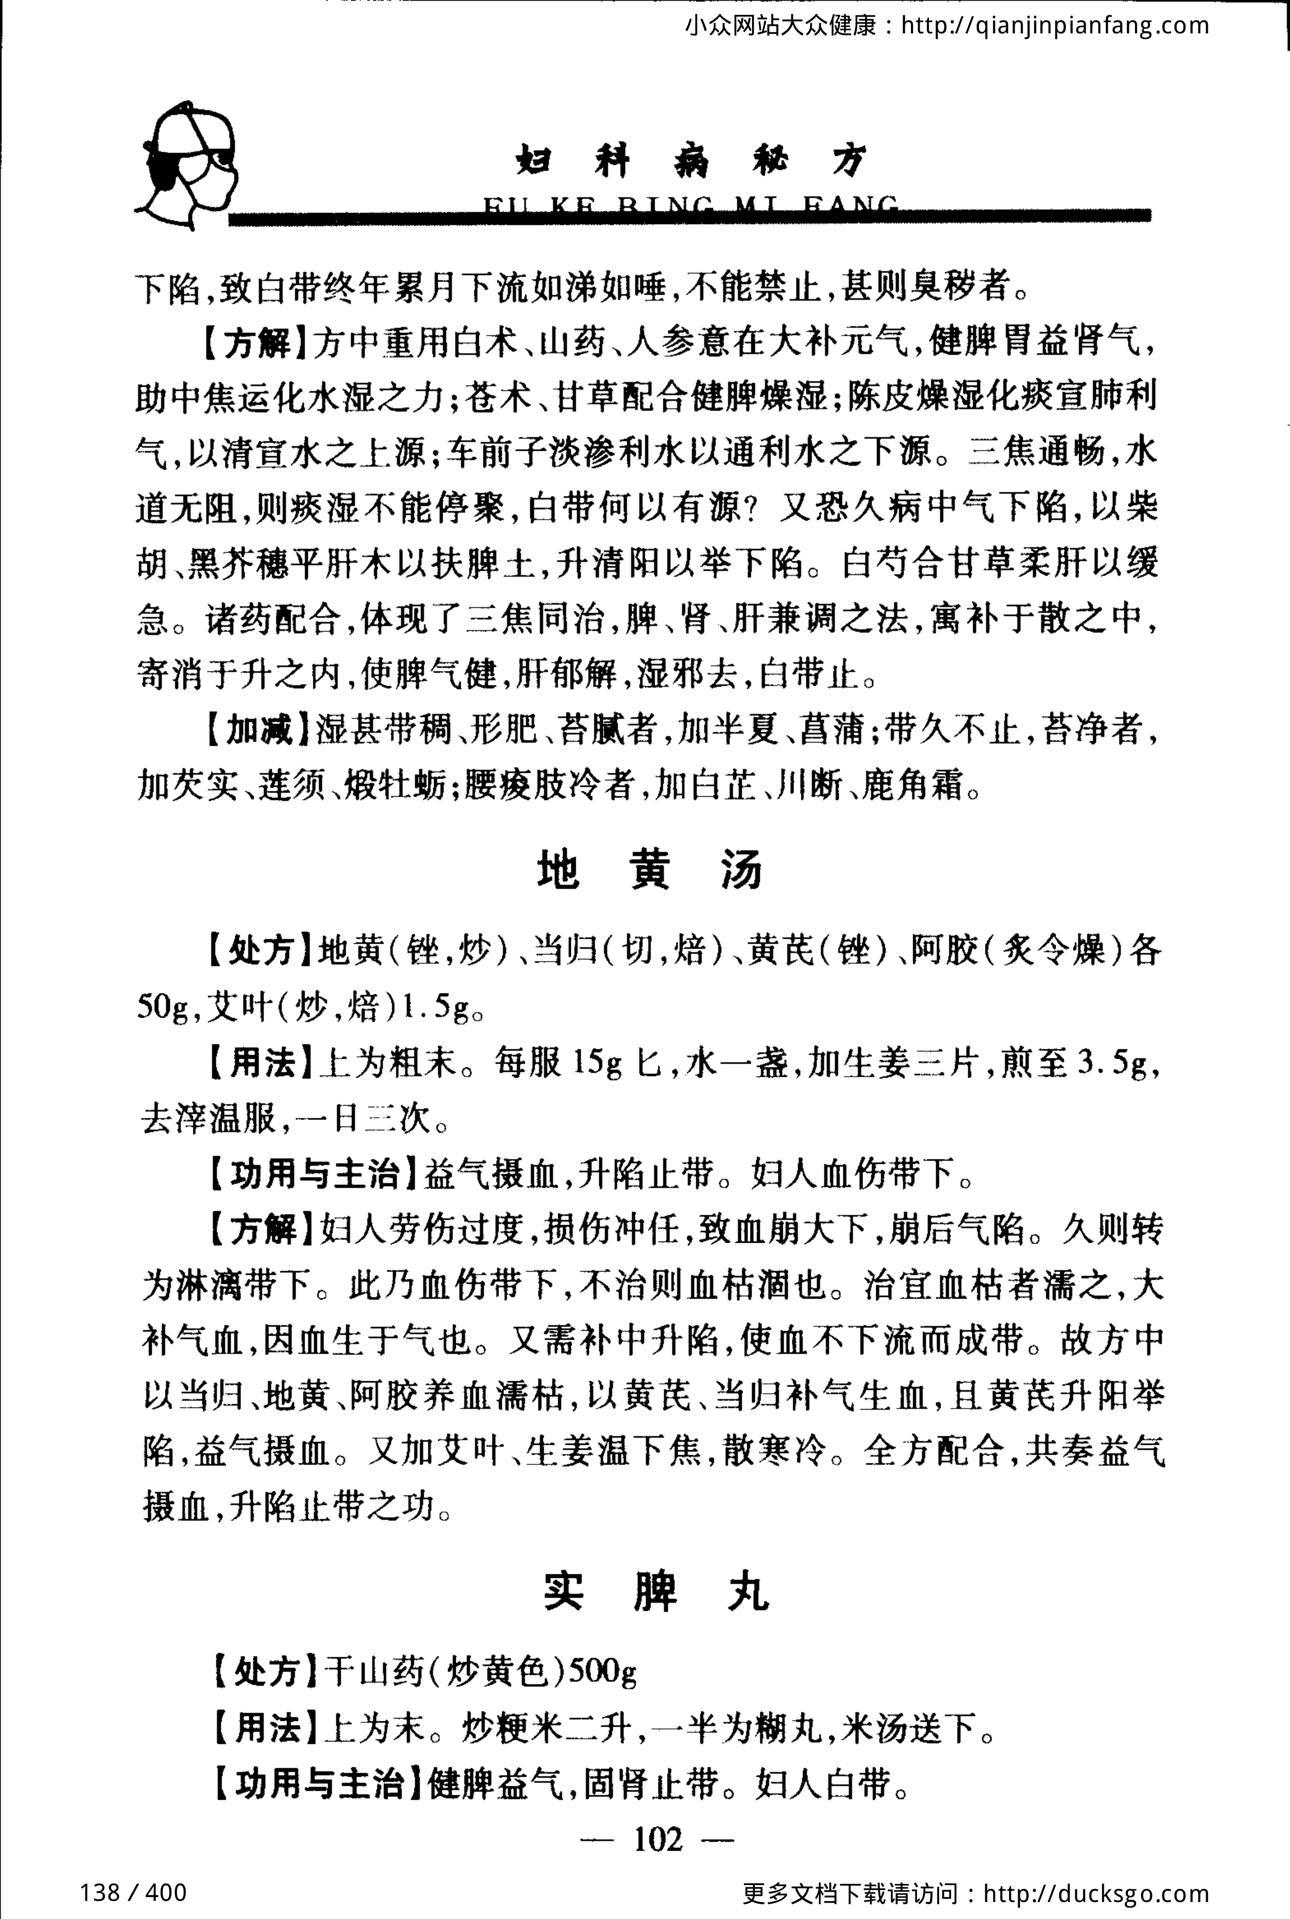 小众网站大众健康：http://qianjinpianfang.com
妇科病秘方
FU KE BING MI FANG
下陷,致白带终年累月下流如涕如唾,不能禁止,甚则臭秽者。
【方解】方中重用白术、山药、人参意在大补元气,健脾胃益肾气,
助中焦运化水湿之力;苍术、甘草配合健脾燥湿;陈皮燥湿化痰宣肺利
气,以清宣水之上源;车前子淡渗利水以通利水之下源。三焦通畅,水
道无阻,则痰湿不能停聚,白带何以有源？又恐久病中气下陷,以柴
胡、黑芥穗平肝木以扶脾土,升清阳以举下陷。白芍合甘草柔肝以缓
急。诸药配合,体现了三焦同治,脾、肾、肝兼调之法,寓补于散之中,
寄消于升之内,使脾气健,肝郁解,湿邪去,白带止。
【加减】湿甚带稠、形肥、苔腻者,加半夏、菖蒲;带久不止,苔净者,
加芡实、莲须、煅牡蛎;腰痠肢冷者,加白芷、川断、鹿角霜。
地黄汤
【处方】地黄(锉,炒)、当归(切,焙)、黄芪(锉)、阿胶(炙令燥)各
50g,艾叶(炒,焙)1.5g。
【用法】上为粗末。每服15g匕,水一盏,加生姜三片,煎至3.5g,
去滓温服,一日三次。
【功用与主治】益气摄血,升陷止带。妇人血伤带下。
【方解】妇人劳伤过度,损伤冲任,致血崩大下,崩后气陷。久则转
为淋漓带下。此乃血伤带下,不治则血枯涸也。治宜血枯者濡之,大
补气血,因血生于气也。又需补中升陷,使血不下流而成带。故方中
以当归、地黄、阿胶养血濡枯,以黄芪、当归补气生血,且黄芪升阳举
陷,益气摄血。又加艾叶、生姜温下焦,散寒冷。全方配合,共奏益气
摄血,升陷止带之功。
实脾丸
【处方】干山药(炒黄色)500g
【用法】上为末。炒粳米二升,一半为糊丸,米汤送下。
【功用与主治】健脾益气,固肾止带。妇人白带。
— 102 —
138 / 400
更多文档下载请访问：http://ducksgo.com